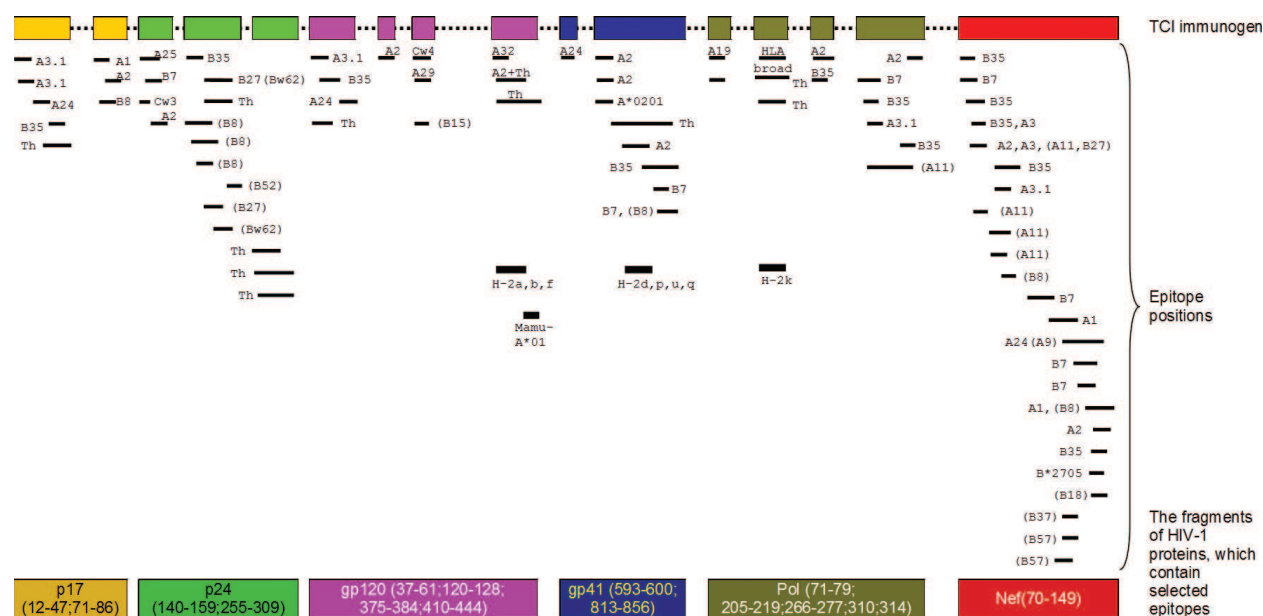 TCI immunogen
A3.1 A1 A25 B35 A3.1 A2 Cw4 A32 A24 A2 A19 HLA A2 A2 B35
A3.1 A2 B7 B27(Bw62) B35 A29 A2+Th A2 broad Th B35 B7 B7
A24 B8 Cw3 Th A24 Th A*0201 Th B35 B35
B35 A2 (B8) Th (B15) Th A3.1 B35,A3
Th (B8) A2 B35 A2,A3,(A11,B27)
(B8) B35 (A11) B35
(B52) B7 A3.1
(B27) B7,(B8) (A11)
(Bw62) (A11)
Th (A11)
Th H-2a,b,f H-2d,p,u,q H-2k (B8)
Th B7
Mamu-
A*01
A1
A24(A9)
B7
B7
A1,(B8)
A2
B35
B*2705
(B18)
(B37)
(B57)
(B57)
Epitope
positions
The fragments
of HIV-1
proteins, which
contain
selected
epitopes
p17
(12-47;71-86)
p24
(140-159;255-309)
gp120 (37-61;120-128;
375-384;410-444)
gp41 (593-600;
813-856)
Pol (71-79;
205-219;266-277;310;314)
Nef(70-149)